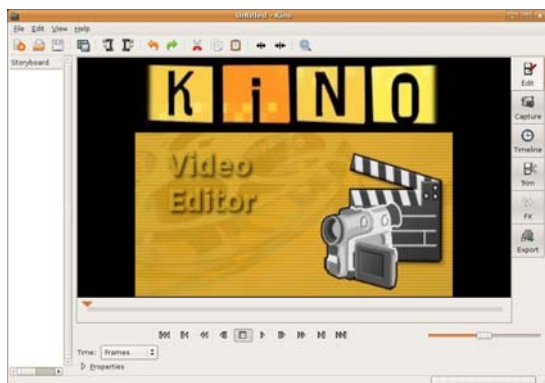 Untitled - Kino
File Edit View Help
Storyboard
KiNO
Video
Editor
Edit
Capture
Timeline
Trim
FX
Export
Time: Frames
Properties